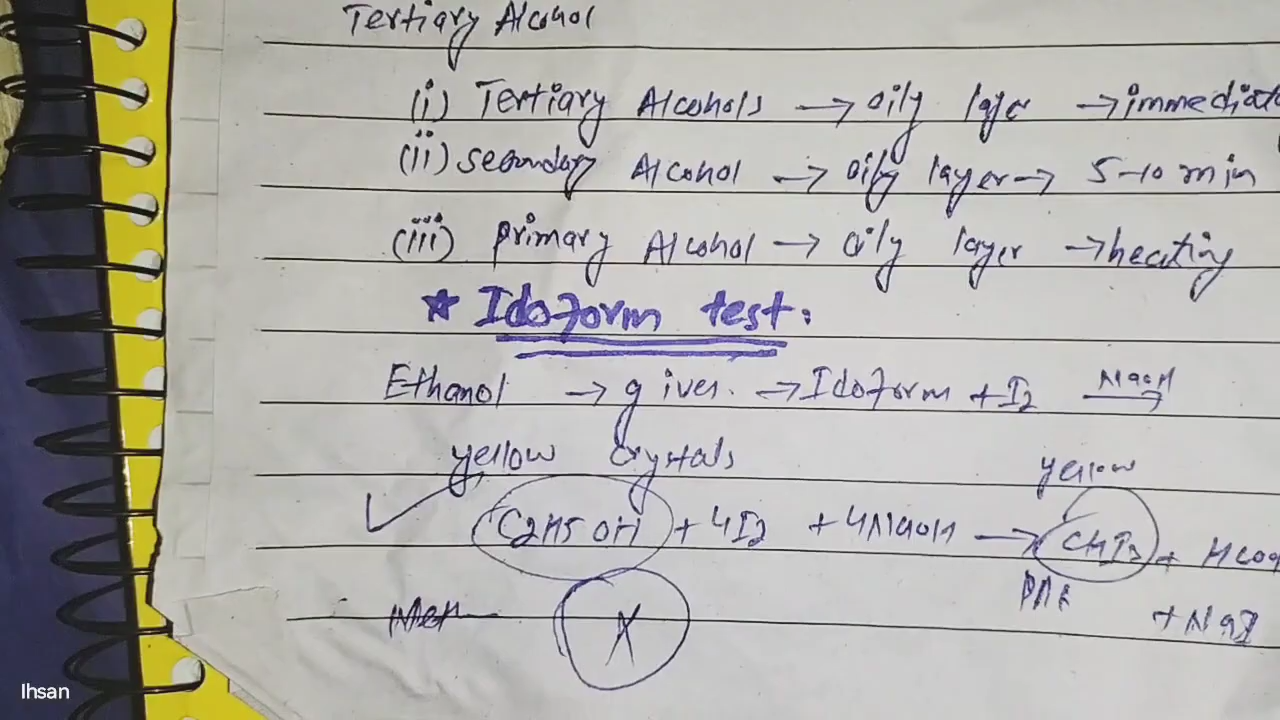 Tertiary Alcohol
(i) Tertiary Alcohols → oily layer → immediate
(ii) secondary Alcohol → oily layer → 5-10 min
(iii) primary Alcohol → oily layer → heating
★ Idoform test:
Ethanol → gives. → Idoform + I2 NaOH →
yellow crystals
yellow
C2H5OH + 4I2 + 4NaOH → CHI3 + HCOO
+ NaI
X
Ihsan